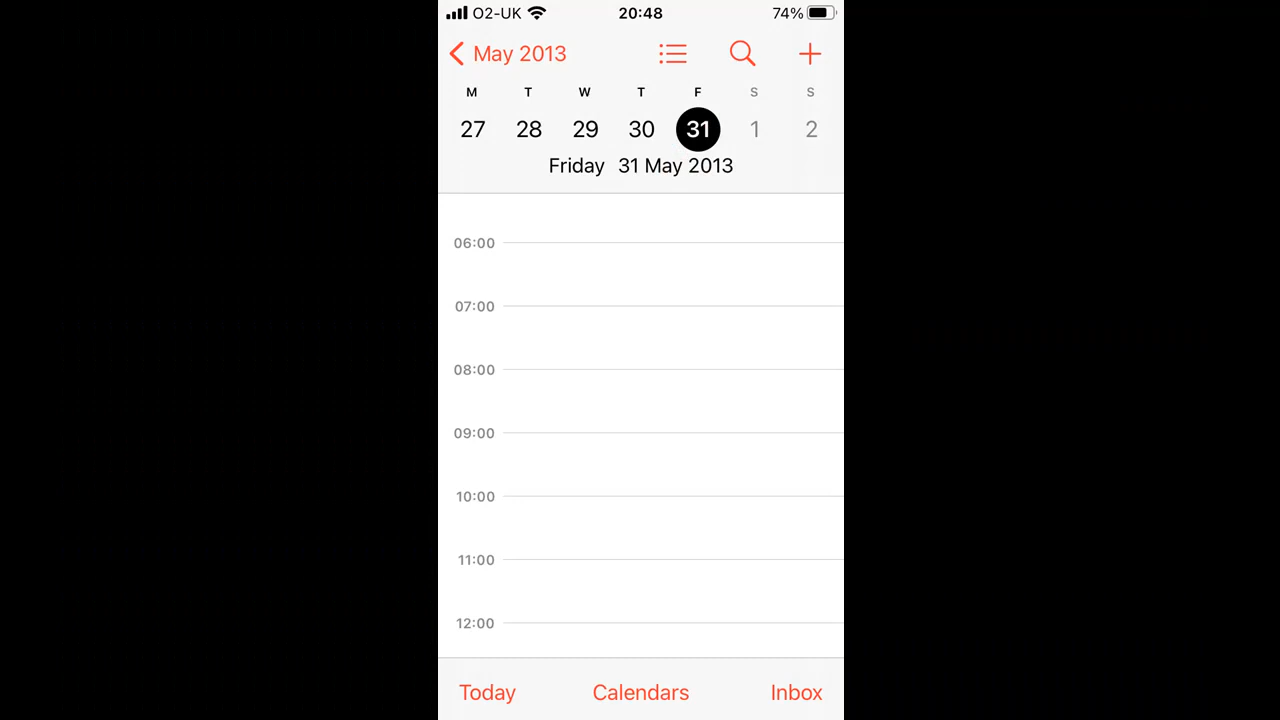 O2-UK 20:48 74%
May 2013
M T W T F S S
27 28 29 30 31 1 2
Friday 31 May 2013
06:00
07:00
08:00
09:00
10:00
11:00
12:00
Today Calendars Inbox